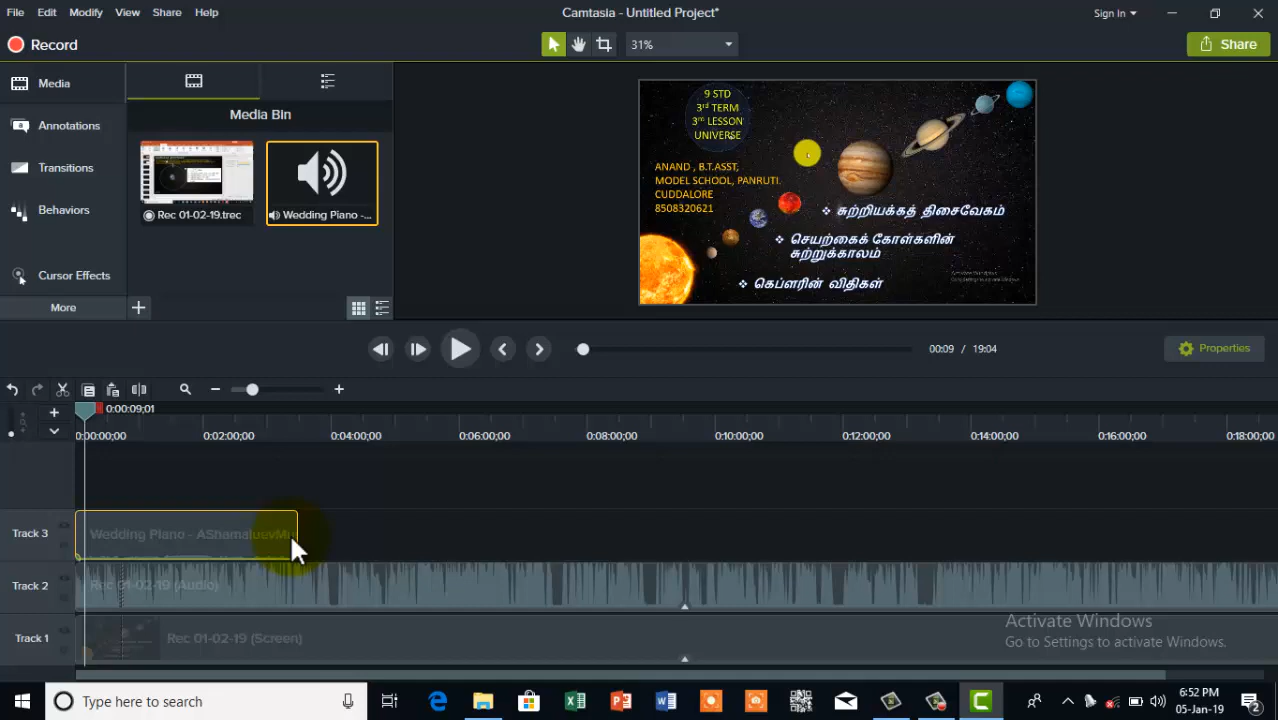 File Edit Modify View Share Help
Camtasia - Untitled Project*
Sign In
Record
31%
Share
Media
Annotations
Transitions
Behaviors
Cursor Effects
More
Media Bin
Rec 01-02-19.trec
Wedding Piano -...
9 STD
3rd TERM
3rd LESSON
UNIVERSE
ANAND , B.T.ASST,
MODEL SCHOOL, PANRUTI.
CUDDALORE
8508320621
❖ சுற்றியக்கத் திசைவேகம்
❖ செயற்கைக் கோள்களின்
சுற்றுக்காலம்
❖ கெப்ளரின் விதிகள்
00:09 / 19:04
Properties
0:00:09;01
0:00:00;00 0:02:00;00 0:04:00;00 0:06:00;00 0:08:00;00 0:10:00;00 0:12:00;00 0:14:00;00 0:16:00;00 0:18:00;00
Track 3
Wedding Piano - AShamaluevMu
Track 2
Rec 01-02-19 (Audio)
Track 1
Rec 01-02-19 (Screen)
Activate Windows
Go to Settings to activate Windows.
Type here to search
6:52 PM
05-Jan-19
2